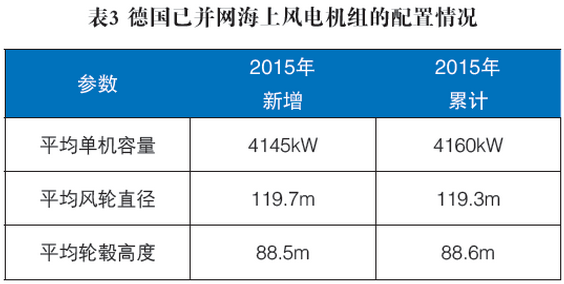 表3 德国已并网海上风电机组的配置情况
参数 2015年新增 2015年累计
平均单机容量 4145kW 4160kW
平均风轮直径 119.7m 119.3m
平均轮毂高度 88.5m 88.6m